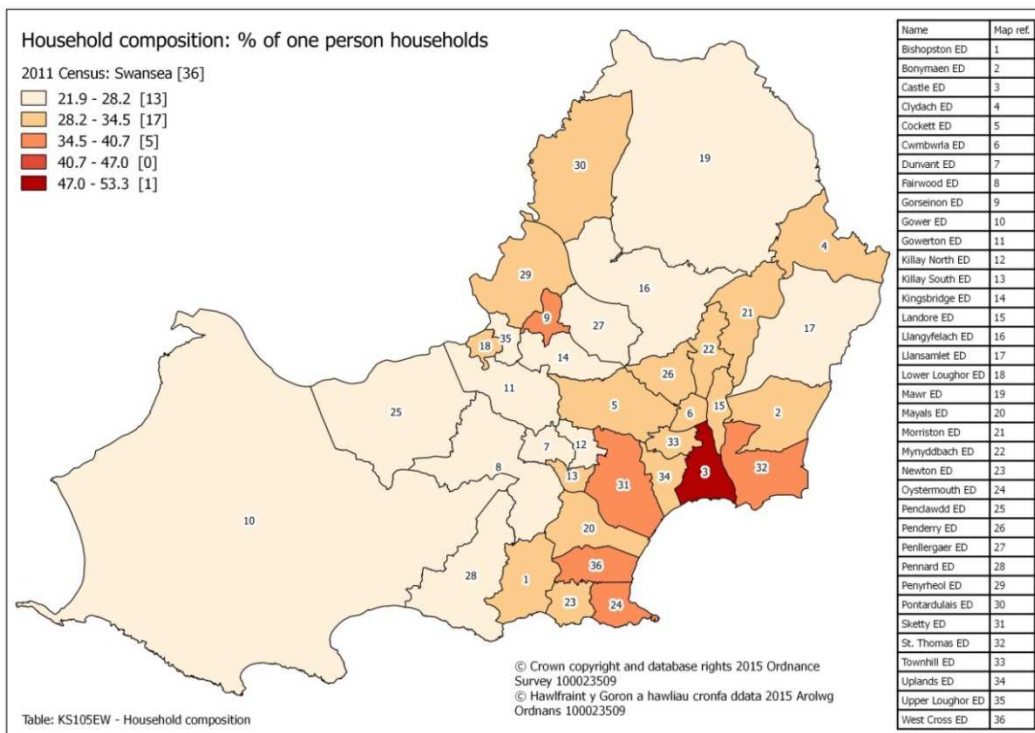 Household composition: % of one person households
2011 Census: Swansea [36]
21.9 - 28.2 [13]
28.2 - 34.5 [17]
34.5 - 40.7 [5]
40.7 - 47.0 [0]
47.0 - 53.3 [1]
30
19
4
29
16
21
9
27
17
35
18
22
14
26
11
5
25
6
15
2
33
7
12
8
3
32
13
34
31
10
20
36
28
1
23
24
© Crown copyright and database rights 2015 Ordnance
Survey 100023509
© Hawlfraint y Goron a hawliau cronfa ddata 2015 Arolwg
Ordnans 100023509
Table: KS105EW - Household composition
Name Map ref.
Bishopston ED 1
Bonymaen ED 2
Castle ED 3
Clydach ED 4
Cockett ED 5
Cwmbwrla ED 6
Dunvant ED 7
Fairwood ED 8
Gorseinon ED 9
Gower ED 10
Gowerton ED 11
Killay North ED 12
Killay South ED 13
Kingsbridge ED 14
Landore ED 15
Llangyfelach ED 16
Llansamlet ED 17
Lower Loughor ED 18
Mawr ED 19
Mayals ED 20
Morriston ED 21
Mynyddbach ED 22
Newton ED 23
Oystermouth ED 24
Penclawdd ED 25
Penderry ED 26
Penllergaer ED 27
Pennard ED 28
Penyrheol ED 29
Pontardulais ED 30
Sketty ED 31
St. Thomas ED 32
Townhill ED 33
Uplands ED 34
Upper Loughor ED 35
West Cross ED 36